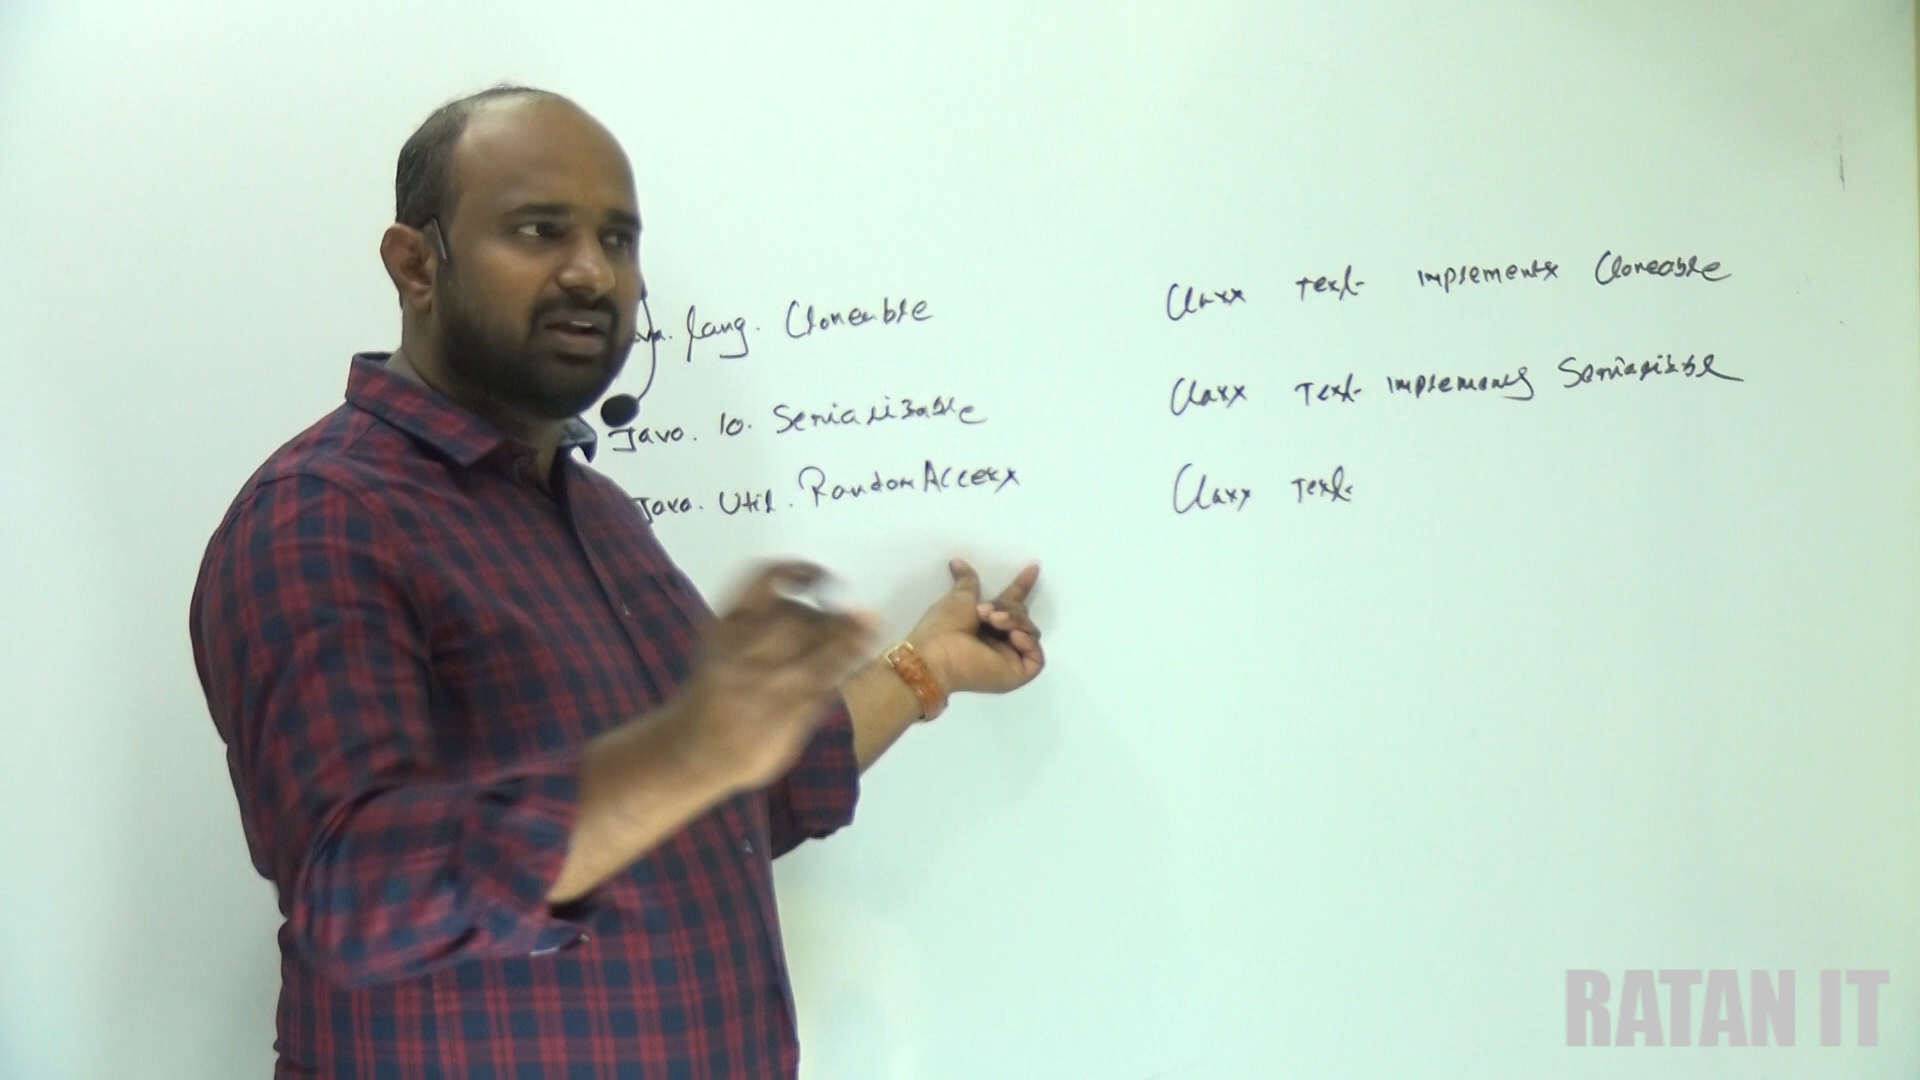 lang. Cloneable
Java. io. Serializable
Java. Util. RandomAccess
Class Test implements Cloneable
Class Test implements Serializable
Class Test
RATAN IT